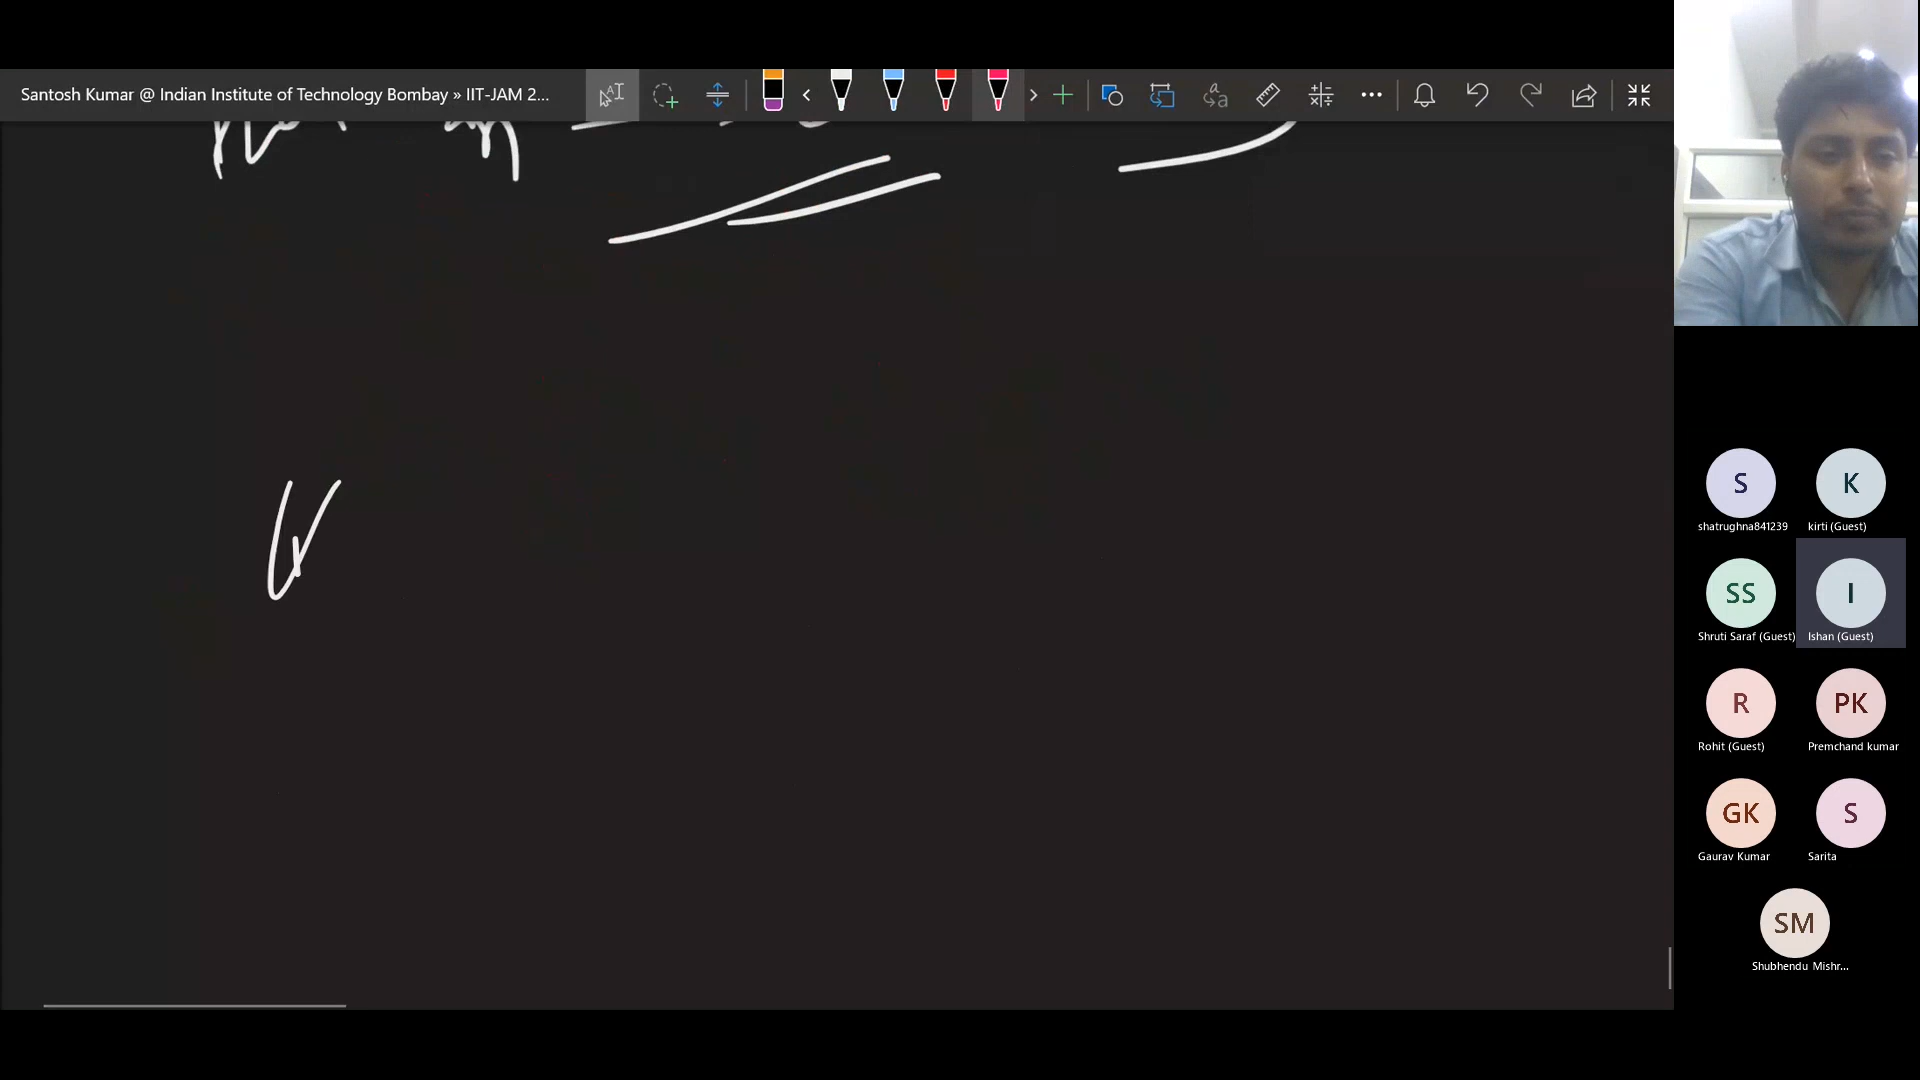 Santosh Kumar @ Indian Institute of Technology Bombay » IIT-JAM 2...
S
K
shatrughna841239
kirti (Guest)
SS
I
Shruti Saraf (Guest)
Ishan (Guest)
R
PK
Rohit (Guest)
Premchand kumar
GK
S
Gaurav Kumar
Sarita
SM
Shubhendu Mishr...